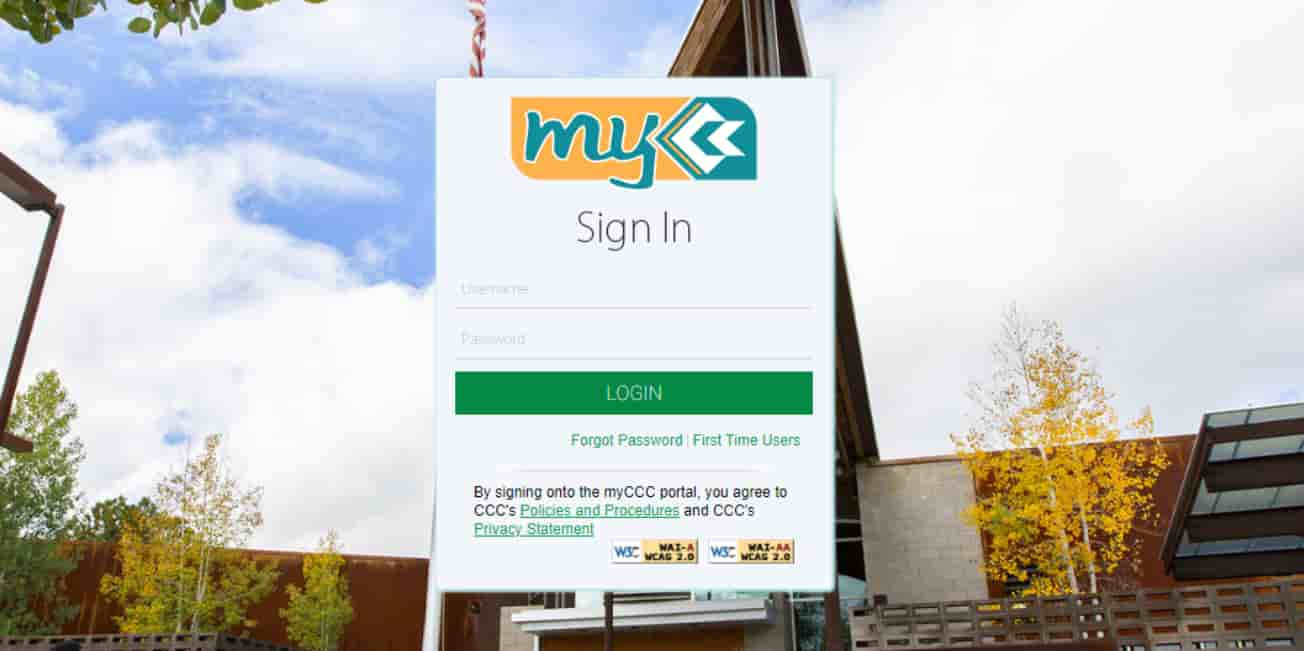 myCCC
Sign In
Username
Password
LOGIN
Forgot Password | First Time Users
By signing onto the myCCC portal, you agree to
CCC's Policies and Procedures and CCC's
Privacy Statement
W3C WAI-A WCAG 2.0
W3C WAI-AA WCAG 2.0